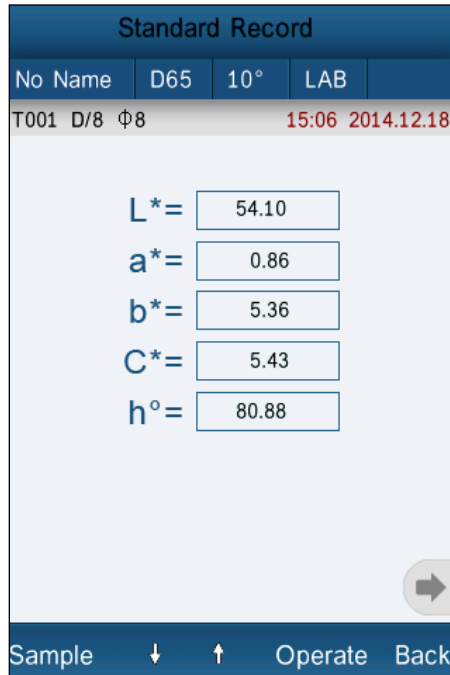 Standard Record
No Name D65 10° LAB
T001 D/8 Φ8 15:06 2014.12.18
L*= 54.10
a*= 0.86
b*= 5.36
C*= 5.43
h°= 80.88
Sample ↓ ↑ Operate Back